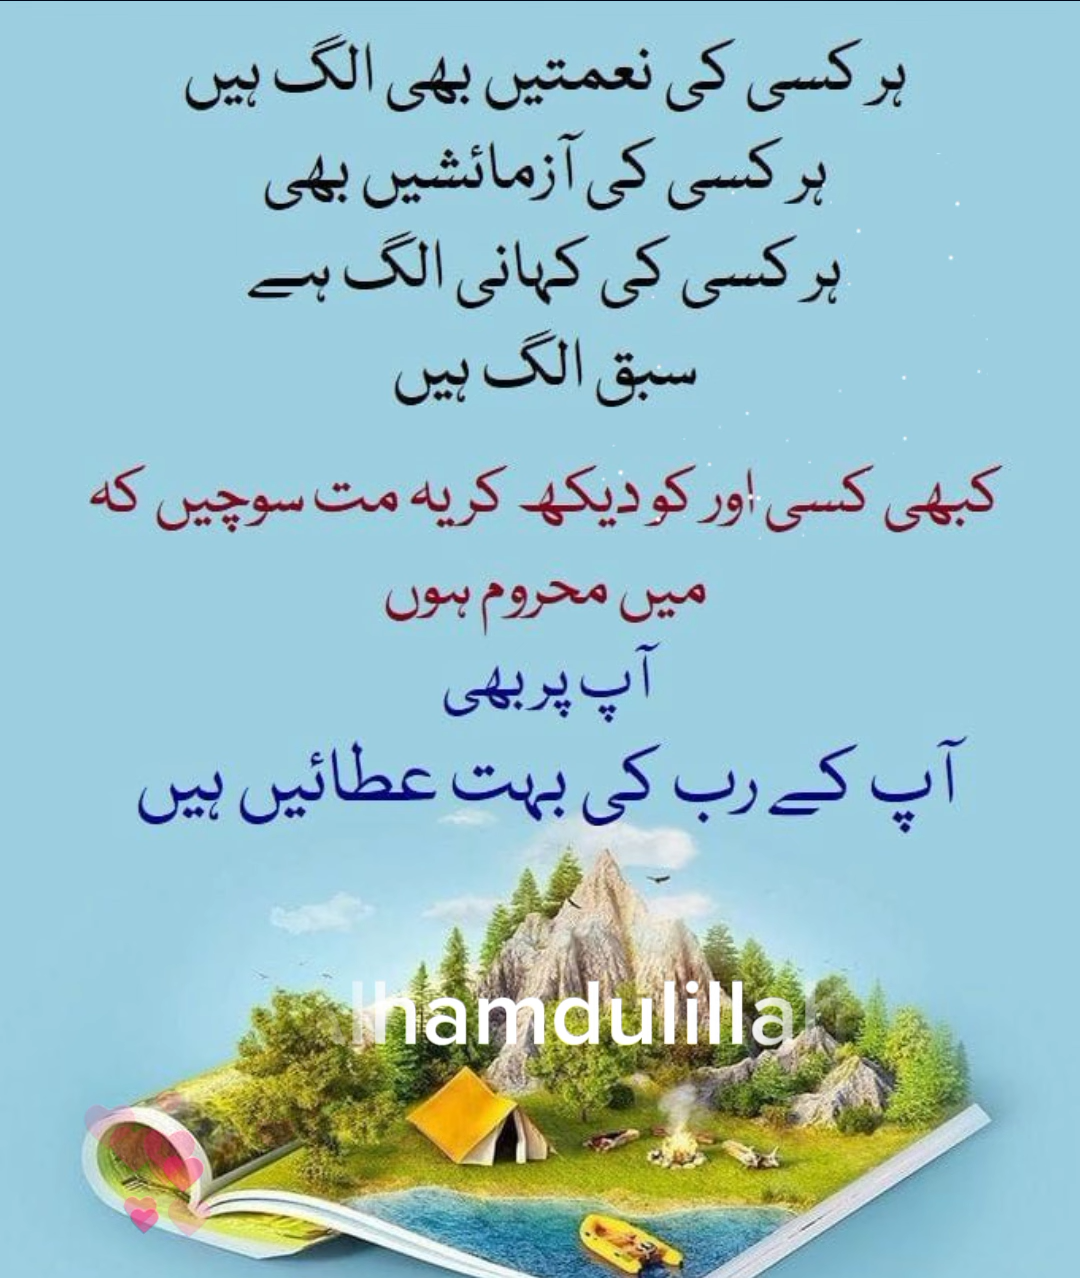 ہر کسی کی نعمتیں بھی الگ ہیں
ہر کسی کی آزمائشیں بھی
ہر کسی کی کہانی الگ ہے
سبق الگ ہیں
کبھی کسی اور کو دیکھ کر یہ مت سوچیں کہ
میں محروم ہوں
آپ پر بھی
آپ کے رب کی بہت عطائیں ہیں
Alhamdulillah